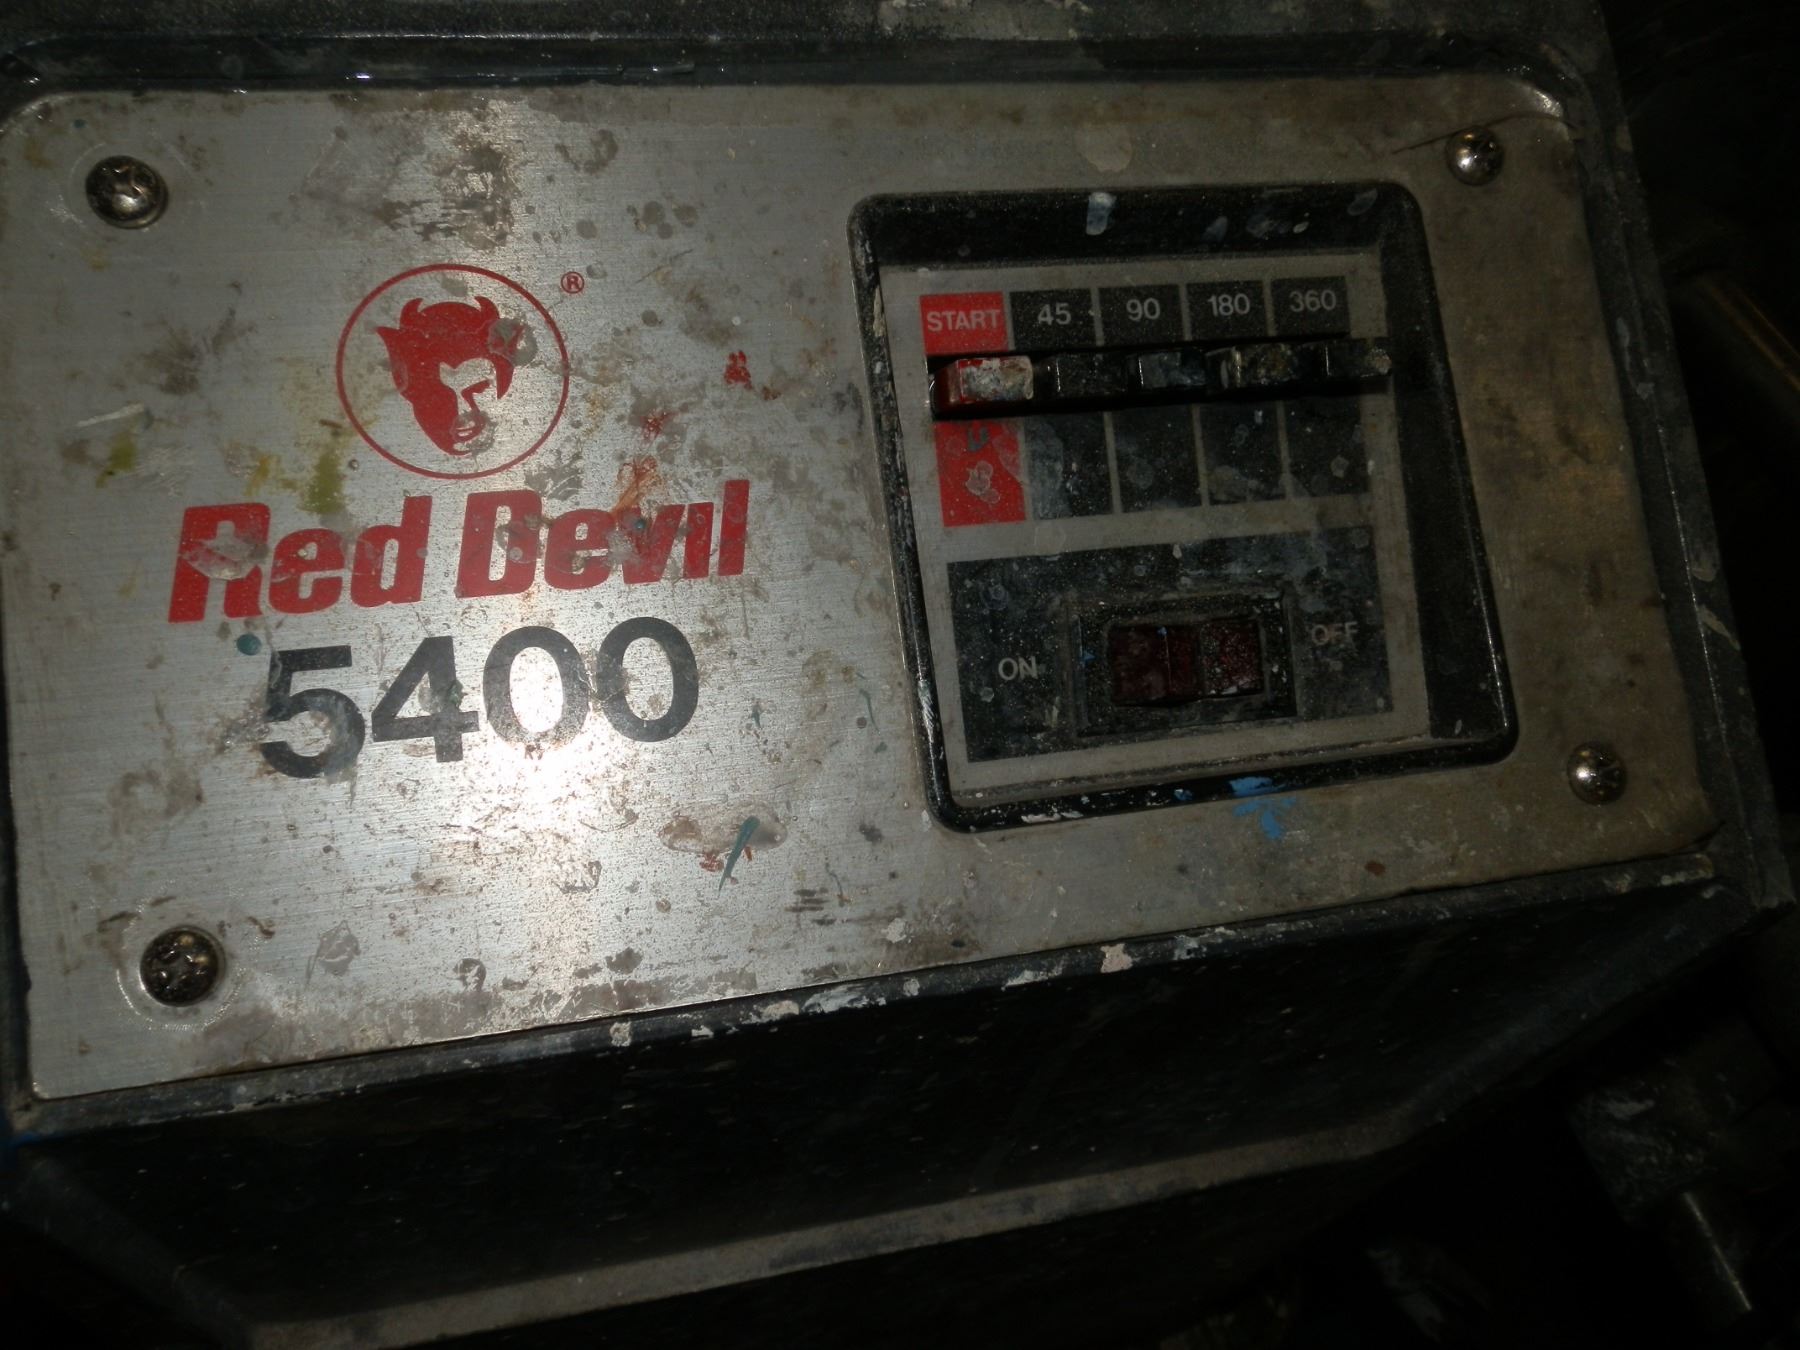 ®
Red Devil
5400
START 45 90 180 360
ON OFF